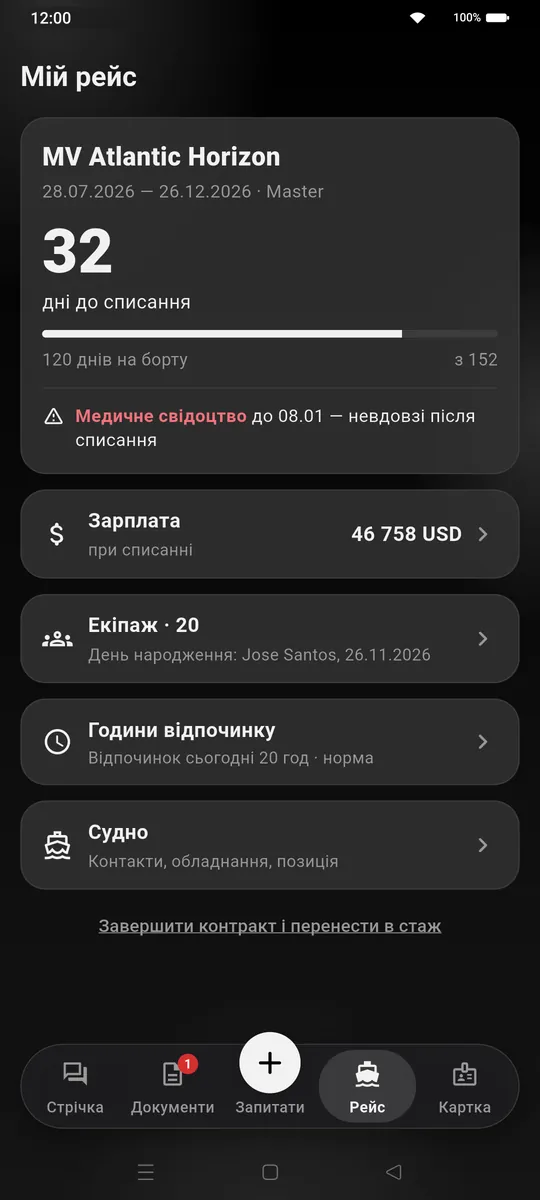 12:00
100%
Мій рейс
MV Atlantic Horizon
28.07.2026 — 26.12.2026 · Master
32
дні до списання
120 днів на борту
з 152
Медичне свідоцтво до 08.01 — невдовзі після
списання
Зарплата
при списанні
46 758 USD
Екіпаж · 20
День народження: Jose Santos, 26.11.2026
Години відпочинку
Відпочинок сьогодні 20 год · норма
Судно
Контакти, обладнання, позиція
Завершити контракт і перенести в стаж
1
Стрічка
Документи
Запитати
Рейс
Картка